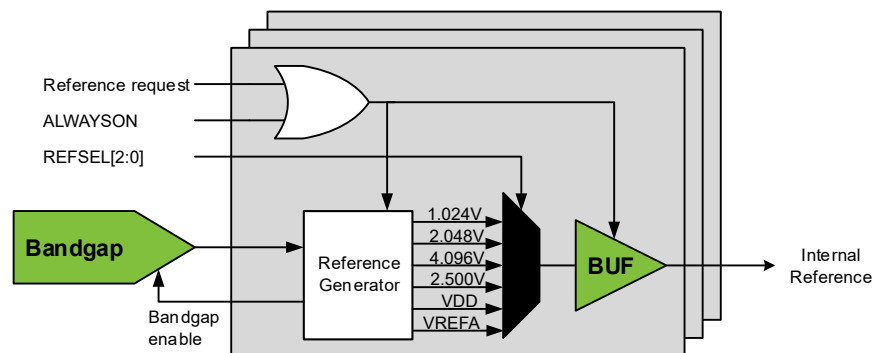 Reference request
ALWAYSON
REFSEL[2:0]
Bandgap
Bandgap
enable
Reference
Generator
1.024V
2.048V
4.096V
2.500V
VDD
VREFA
BUF
Internal
Reference